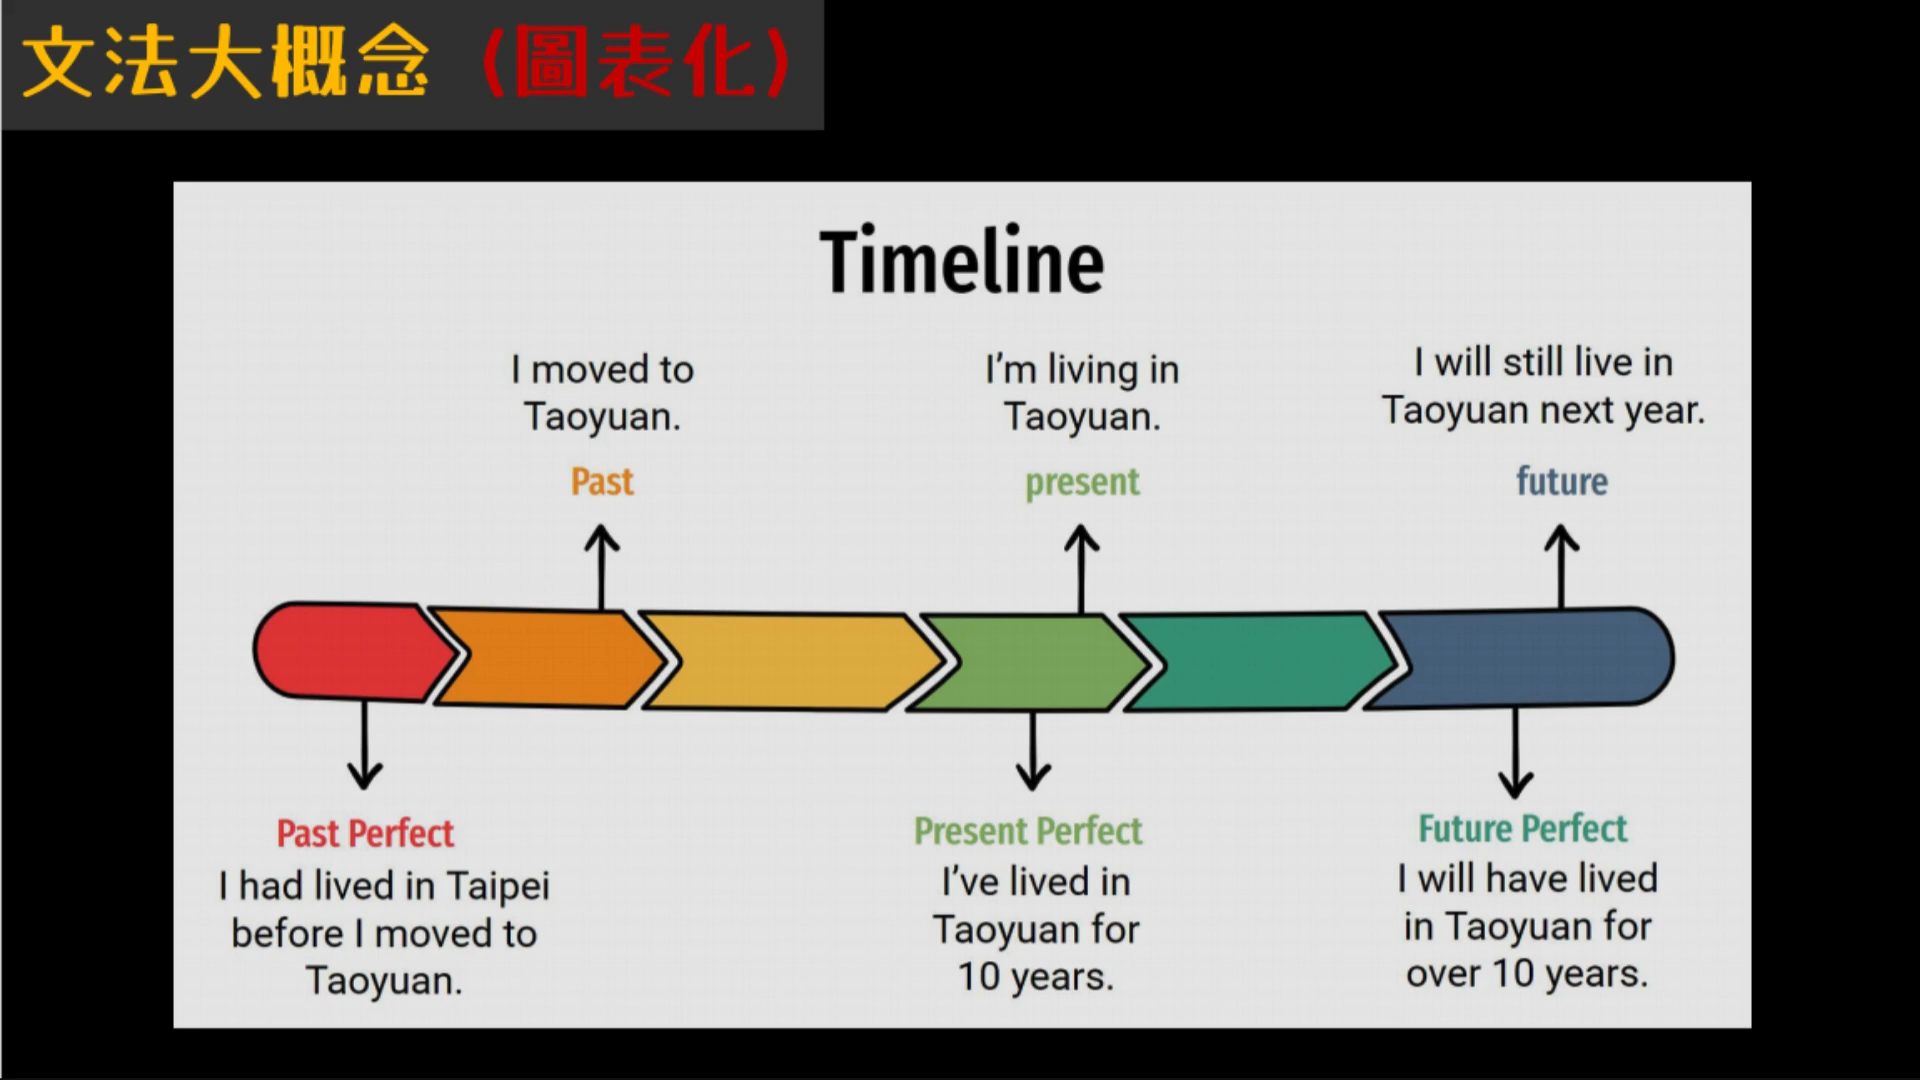 文法大概念 (圖表化)
Timeline
I moved to
Taoyuan.
Past
I'm living in
Taoyuan.
present
I will still live in
Taoyuan next year.
future
Past Perfect
I had lived in Taipei
before I moved to
Taoyuan.
Present Perfect
I've lived in
Taoyuan for
10 years.
Future Perfect
I will have lived
in Taoyuan for
over 10 years.